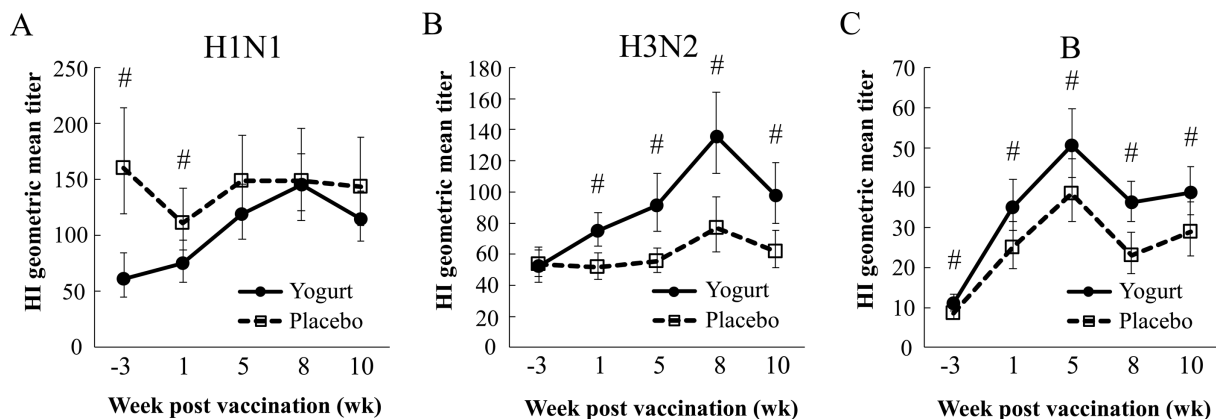 A
H1N1
HI geometric mean titer
250
200
150
100
50
0
#
#
Yogurt
Placebo
-3 1 5 8 10
Week post vaccination (wk)
B
H3N2
HI geometric mean titer
180
160
140
120
100
80
60
40
20
0
#
#
#
#
Yogurt
Placebo
-3 1 5 8 10
Week post vaccination (wk)
C
B
HI geometric mean titer
70
60
50
40
30
20
10
0
#
#
#
#
#
Yogurt
Placebo
-3 1 5 8 10
Week post vaccination (wk)